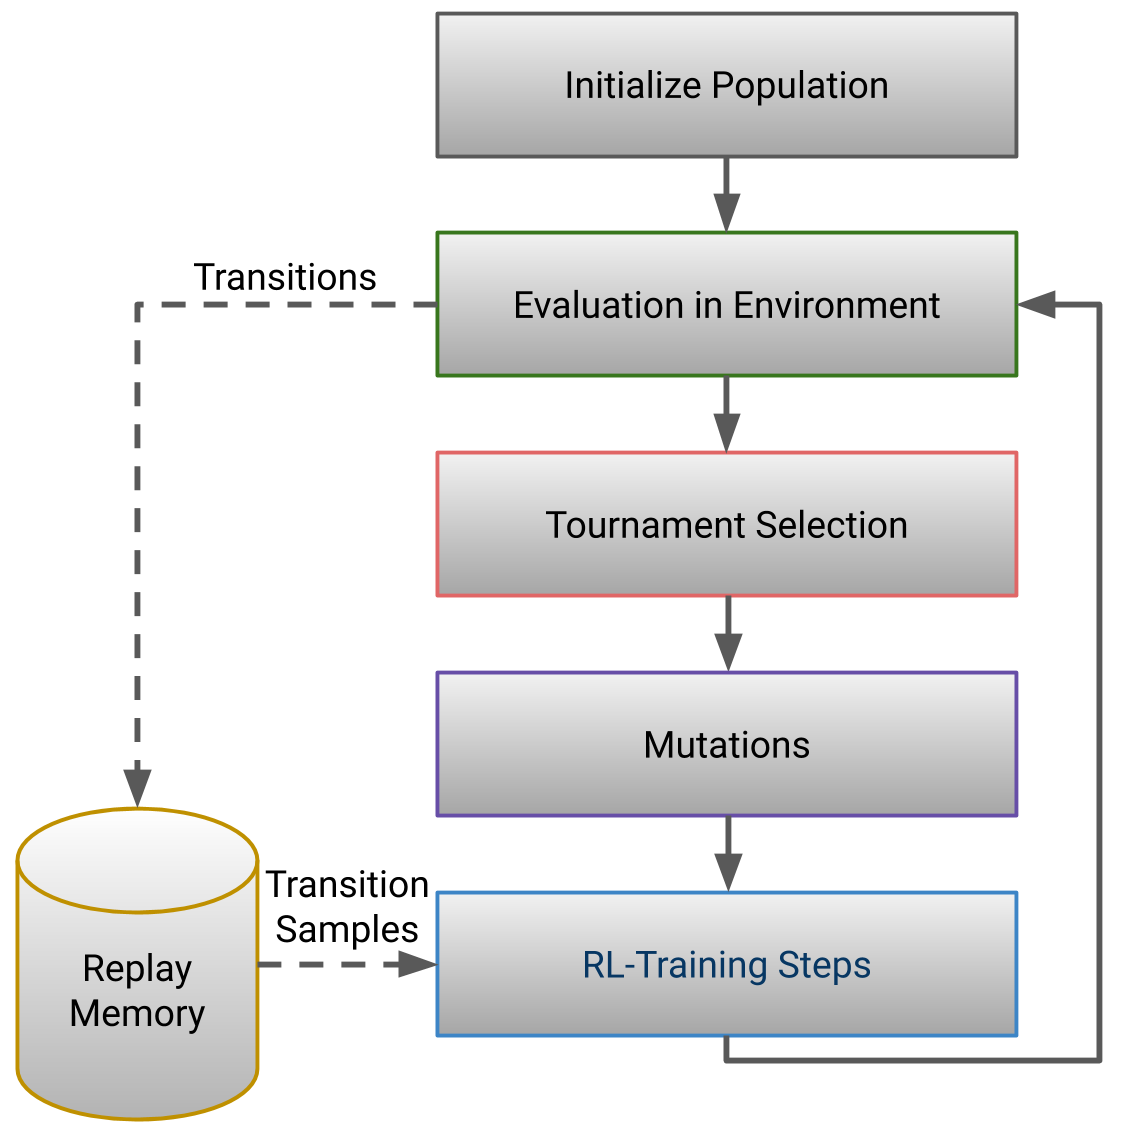 Initialize Population
Transitions
Evaluation in Environment
Tournament Selection
Mutations
Transition
Samples
Replay
Memory
RL-Training Steps